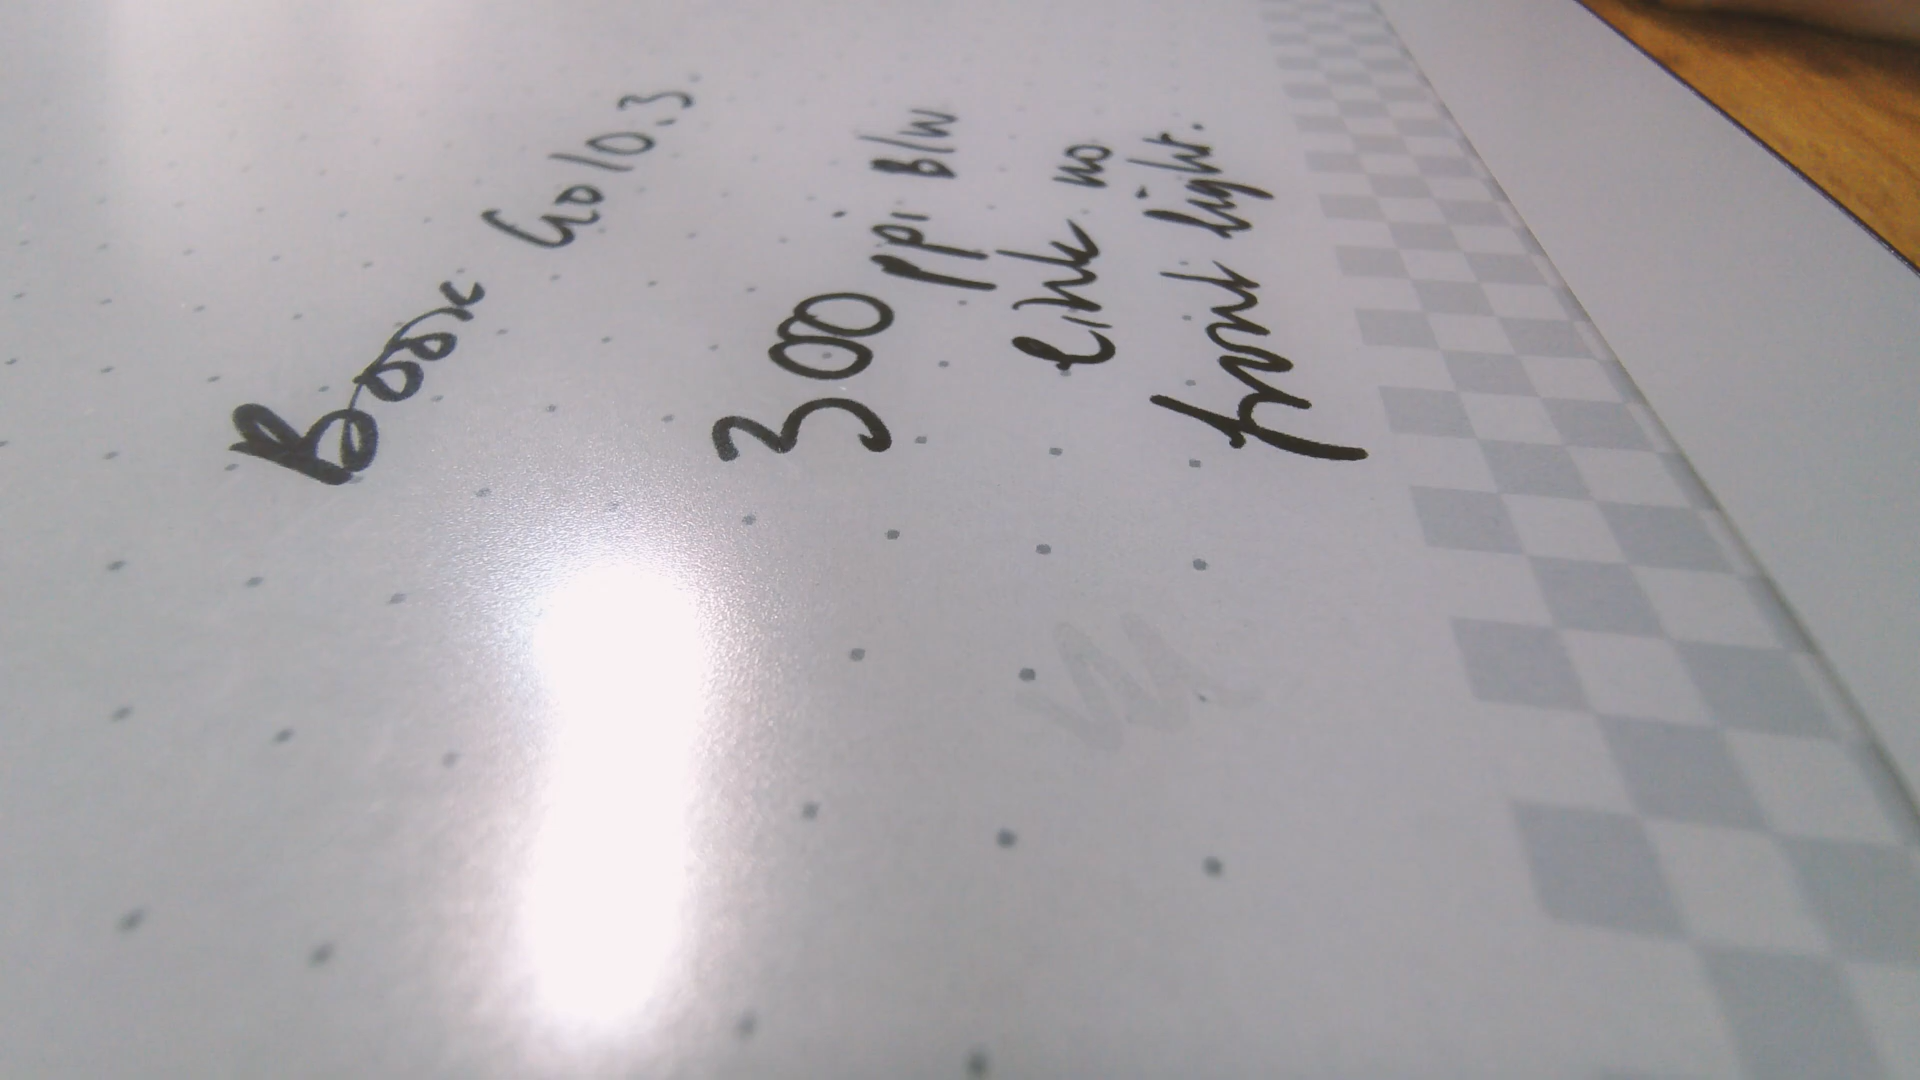 Boox Go 10.3.
300 ppi B/W
Eink no
front light.